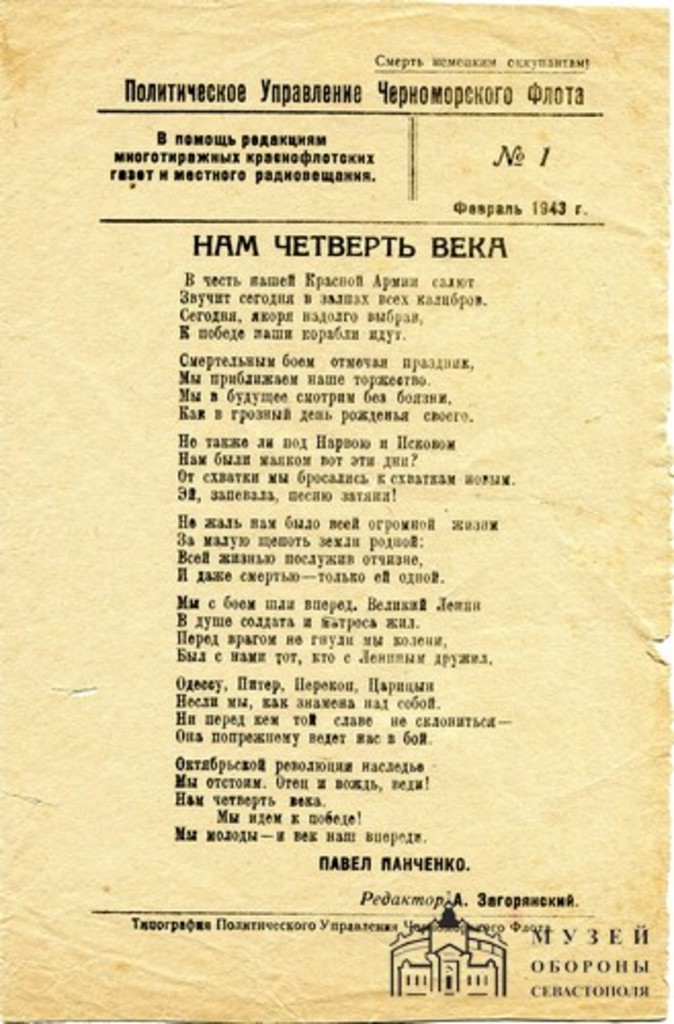 Смерть немецким оккупантам!
Политическое Управление Черноморского Флота
В помощь редакциям
многотиражных краснофлотских
газет и местного радиовещания.
№ 1
Февраль 1943 г.
НАМ ЧЕТВЕРТЬ ВЕКА
В честь нашей Красной Армии салют
Звучит сегодня в залпах всех калибров.
Сегодня, якоря надолго выбрав,
К победе наши корабли идут.
Смертельным боем отмечая праздник,
Мы приближаем наше торжество.
Мы в будущее смотрим без боязни,
Как в грозный день рожденья своего.
Не также ли под Нарвою и Псковом
Нам были маяком вот эти дни?
От схватки мы бросались к схваткам новым.
Эй, запевала, песню затяни!
Не жаль нам было всей огромной жизни
За малую щепоть земли родной:
Всей жизнью послужив отчизне,
И даже смертью—только ей одной.
Мы с боем шли вперед. Великий Ленин
В душе солдата и матроса жил.
Перед врагом не гнули мы колени,
Был с нами тот, кто с Лениным дружил.
Одессу, Питер, Перекоп, Царицын
Несли мы, как знамена над собой.
Ни перед кем той славе не склониться—
Она попрежнему ведет нас в бой.
Октябрьской революции наследье
Мы отстоим. Отец и вождь, веди!
Нам четверть века.
Мы идем к победе!
Мы молоды—и век наш впереди.
ПАВЕЛ ПАНЧЕНКО.
Редактор А. Загорянский.
Типография Политического Управления Черноморского Флота
МУЗЕЙ
ОБОРОНЫ
СЕВАСТОПОЛЯ